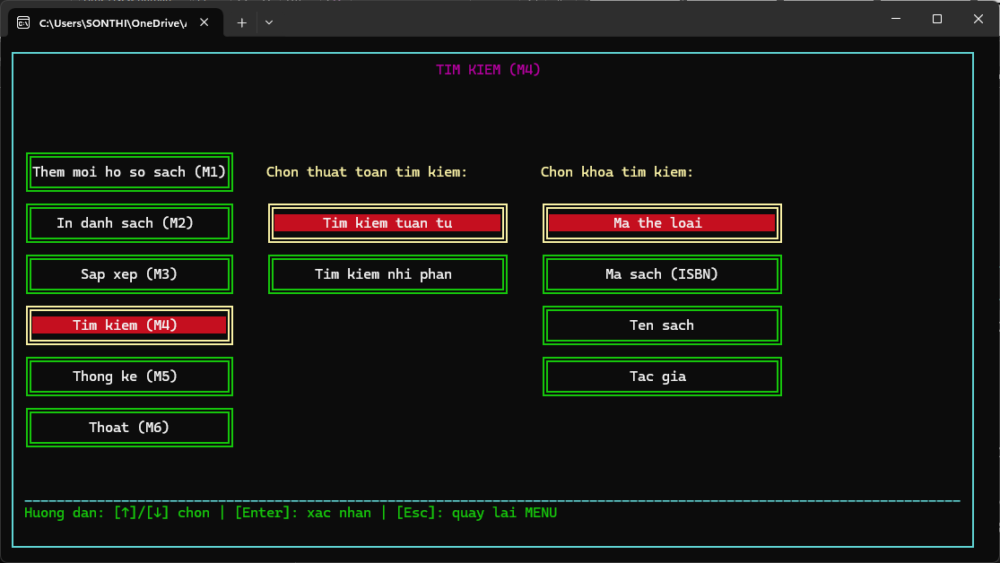 C:\Users\SONTHI\OneDrive\
TIM KIEM (M4)
Them moi ho so sach (M1)
In danh sach (M2)
Sap xep (M3)
Tim kiem (M4)
Thong ke (M5)
Thoat (M6)
Chon thuat toan tim kiem:
Tim kiem tuan tu
Tim kiem nhi phan
Chon khoa tim kiem:
Ma the loai
Ma sach (ISBN)
Ten sach
Tac gia
Huong dan: [↑]/[↓] chon | [Enter]: xac nhan | [Esc]: quay lai MENU